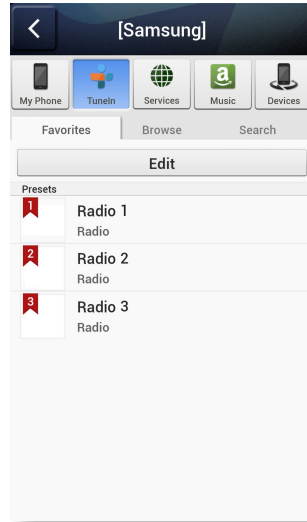 [Samsung]
My Phone TuneIn Services Music Devices
Favorites Browse Search
Edit
Presets
1 Radio 1
Radio
2 Radio 2
Radio
3 Radio 3
Radio